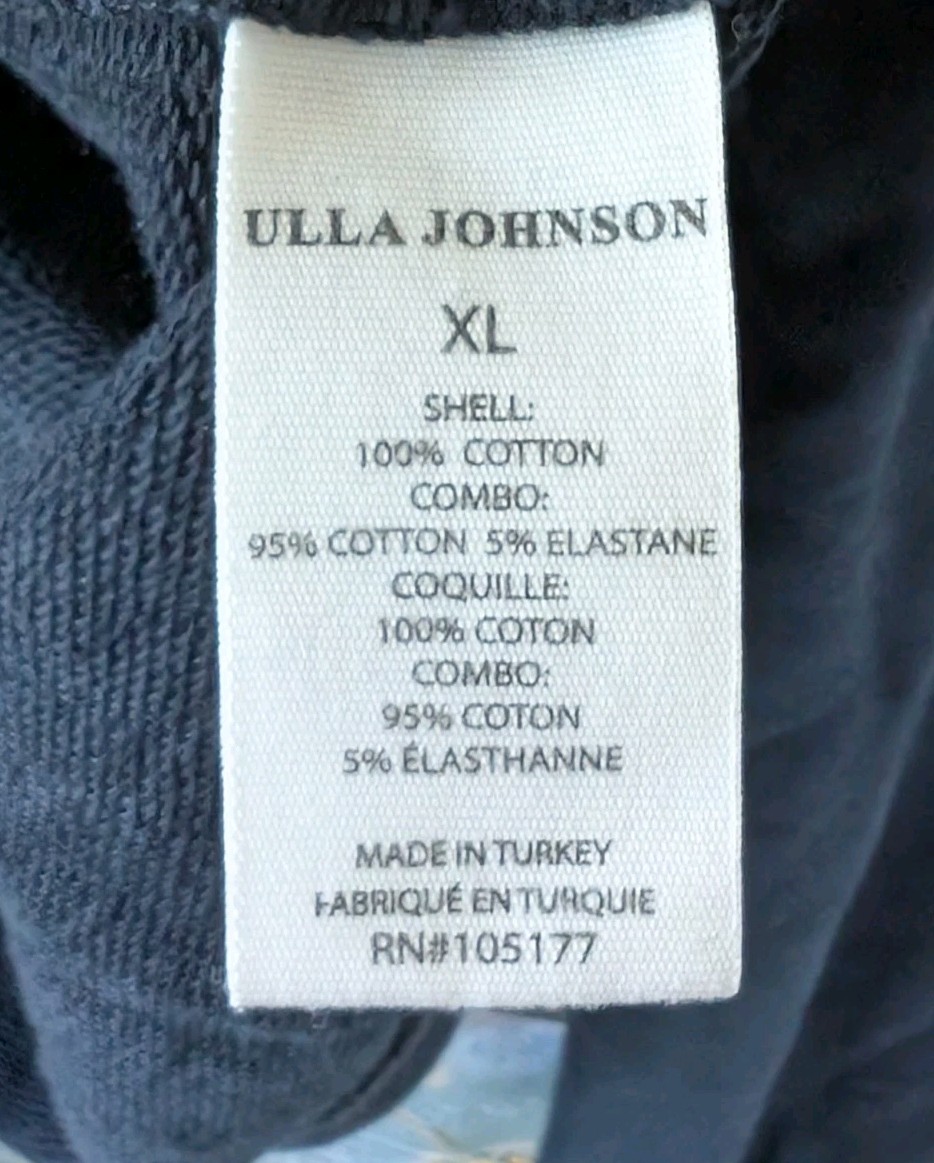 ULLA JOHNSON
XL
SHELL:
100% COTTON
COMBO:
95% COTTON 5% ELASTANE
COQUILLE:
100% COTON
COMBO:
95% COTON
5% ÉLASTHANNE
MADE IN TURKEY
FABRIQUÉ EN TURQUIE
RN#105177